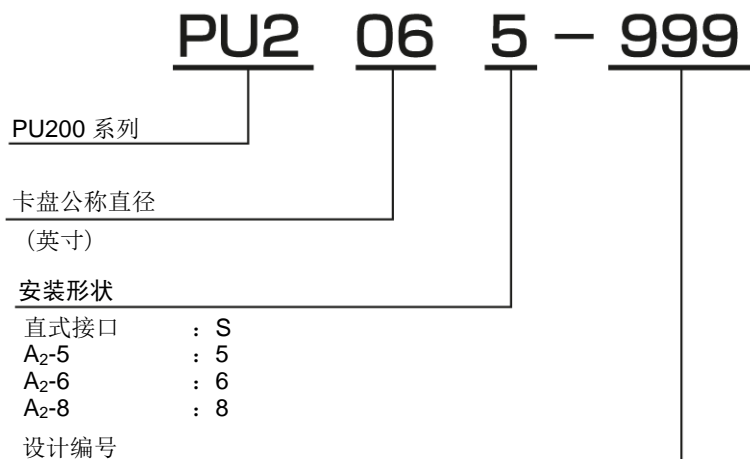 PU2 06 5 － 999
PU200 系列
卡盘公称直径
（英寸）
安装形状
直式接口 ：S
A₂-5 ：5
A₂-6 ：6
A₂-8 ：8
设计编号